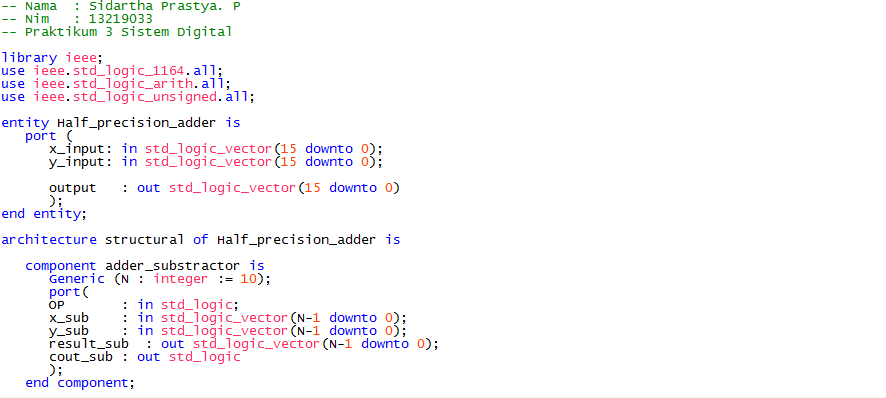 -- Nama  : Sidartha Prastya. P
-- Nim   : 13219033
-- Praktikum 3 Sistem Digital

library ieee;
use ieee.std_logic_1164.all;
use ieee.std_logic_arith.all;
use ieee.std_logic_unsigned.all;

entity Half_precision_adder is
   port (
      x_input: in std_logic_vector(15 downto 0);
      y_input: in std_logic_vector(15 downto 0);

      output   : out std_logic_vector(15 downto 0)
      );
end entity;

architecture structural of Half_precision_adder is

   component adder_substractor is
      Generic (N : integer := 10);
      port(
      OP       : in std_logic;
      x_sub    : in std_logic_vector(N-1 downto 0);
      y_sub    : in std_logic_vector(N-1 downto 0);
      result_sub  : out std_logic_vector(N-1 downto 0);
      cout_sub : out std_logic
      );
   end component;